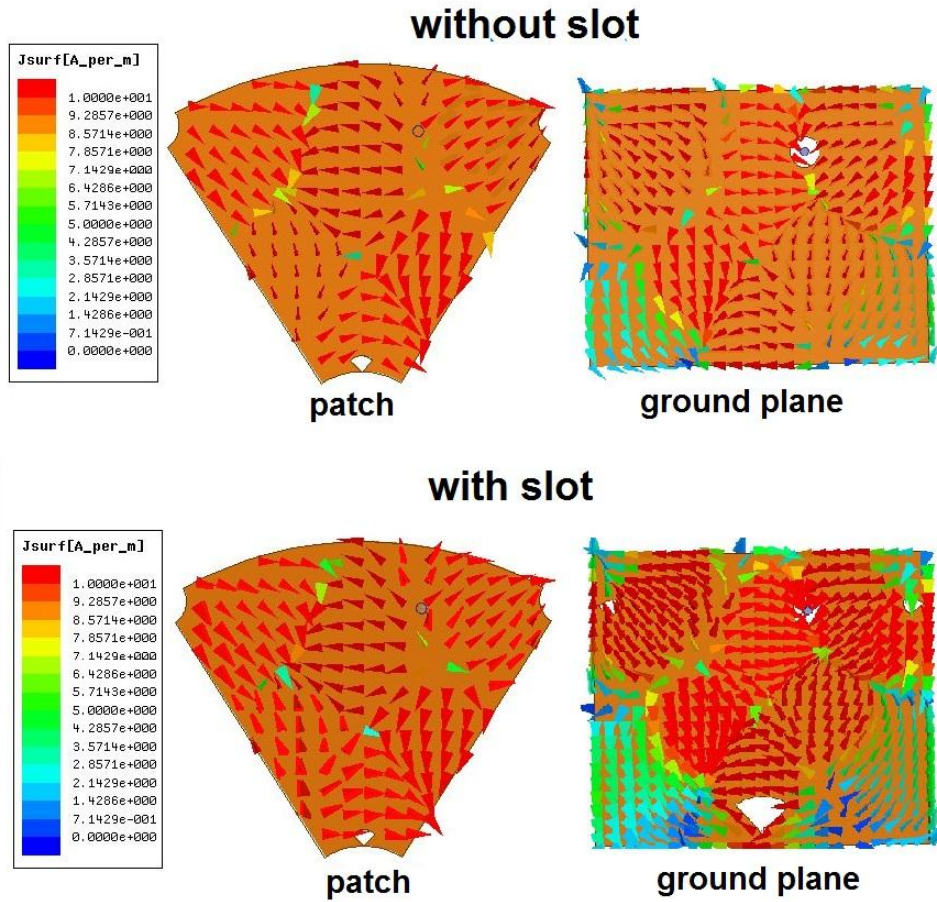 without slot
Jsurf[A_per_m]
1.0000e+001
9.2857e+000
8.5714e+000
7.8571e+000
7.1429e+000
6.4286e+000
5.7143e+000
5.0000e+000
4.2857e+000
3.5714e+000
2.8571e+000
2.1429e+000
1.4286e+000
7.1429e-001
0.0000e+000
patch
ground plane
with slot
Jsurf[A_per_m]
1.0000e+001
9.2857e+000
8.5714e+000
7.8571e+000
7.1429e+000
6.4286e+000
5.7143e+000
5.0000e+000
4.2857e+000
3.5714e+000
2.8571e+000
2.1429e+000
1.4286e+000
7.1429e-001
0.0000e+000
patch
ground plane